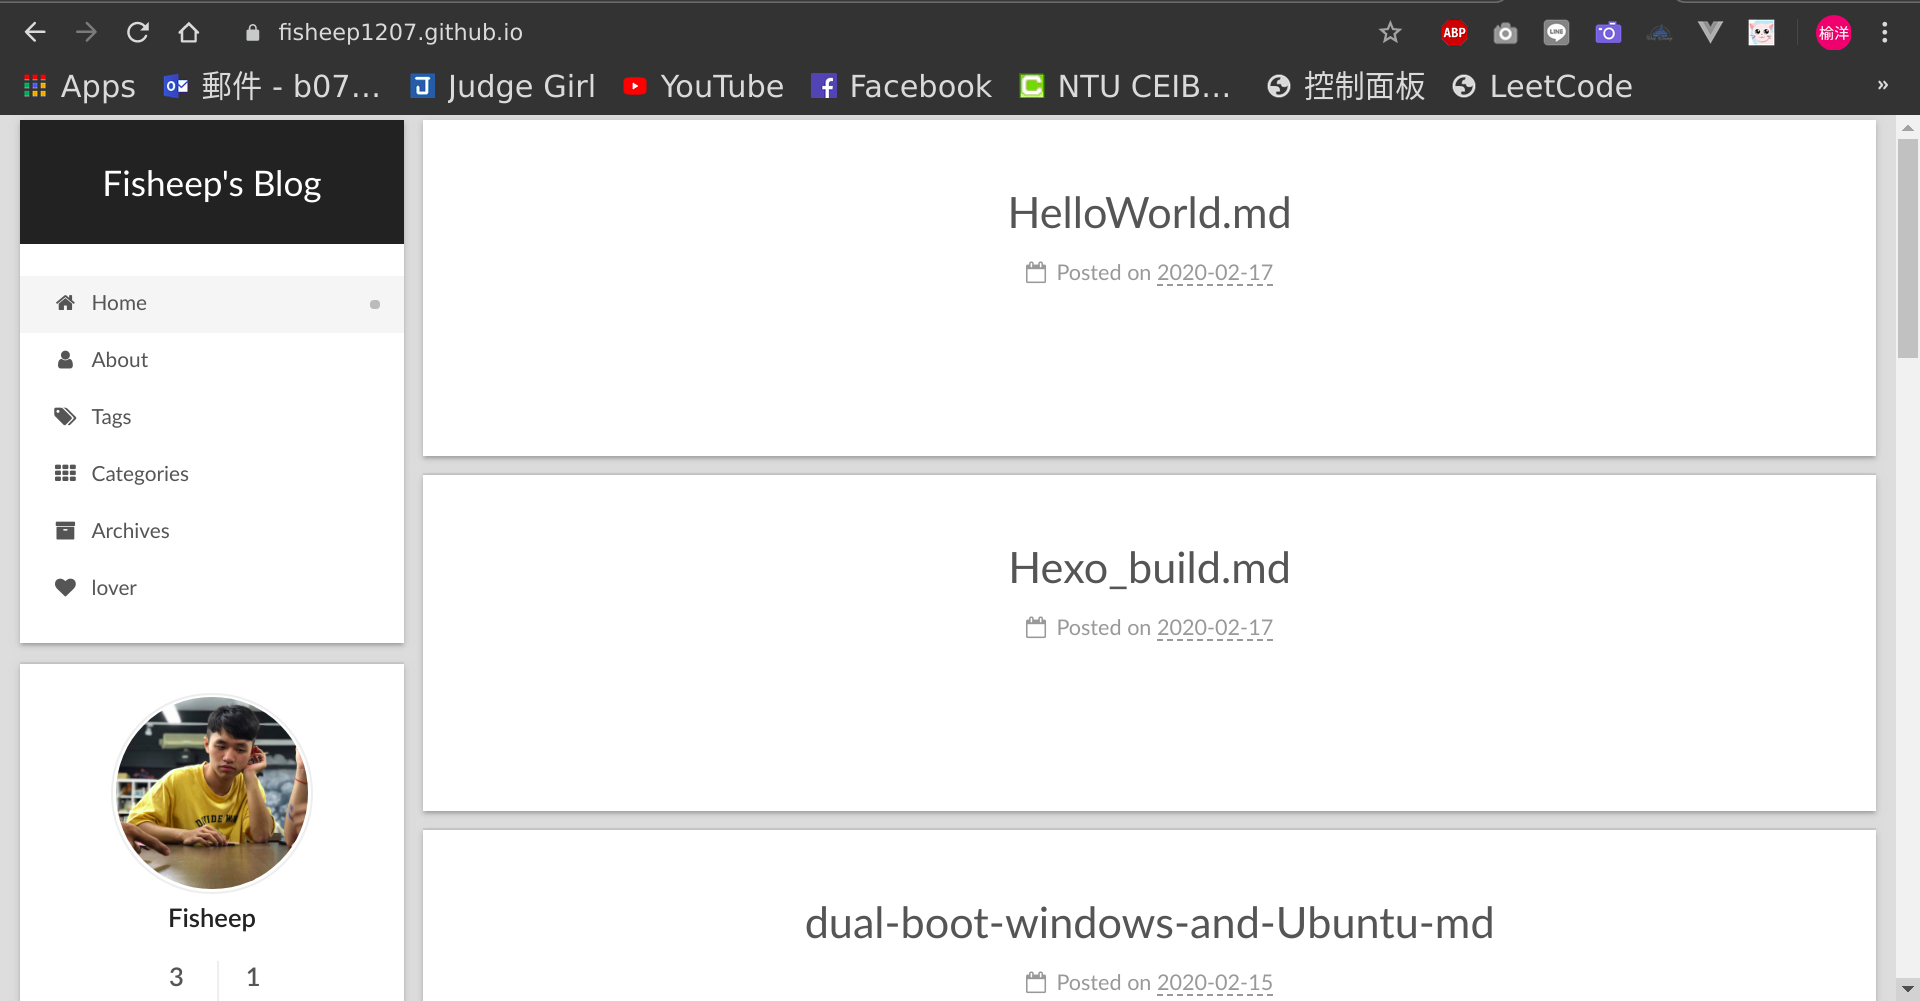 fisheep1207.github.io
ABP
LINE
榆洋
Apps
郵件 - b07...
Judge Girl
YouTube
Facebook
NTU CEIB...
控制面板
LeetCode
»
Fisheep's Blog
Home
About
Tags
Categories
Archives
lover
Fisheep
3
1
HelloWorld.md
Posted on 2020-02-17
Hexo_build.md
Posted on 2020-02-17
dual-boot-windows-and-Ubuntu-md
Posted on 2020-02-15